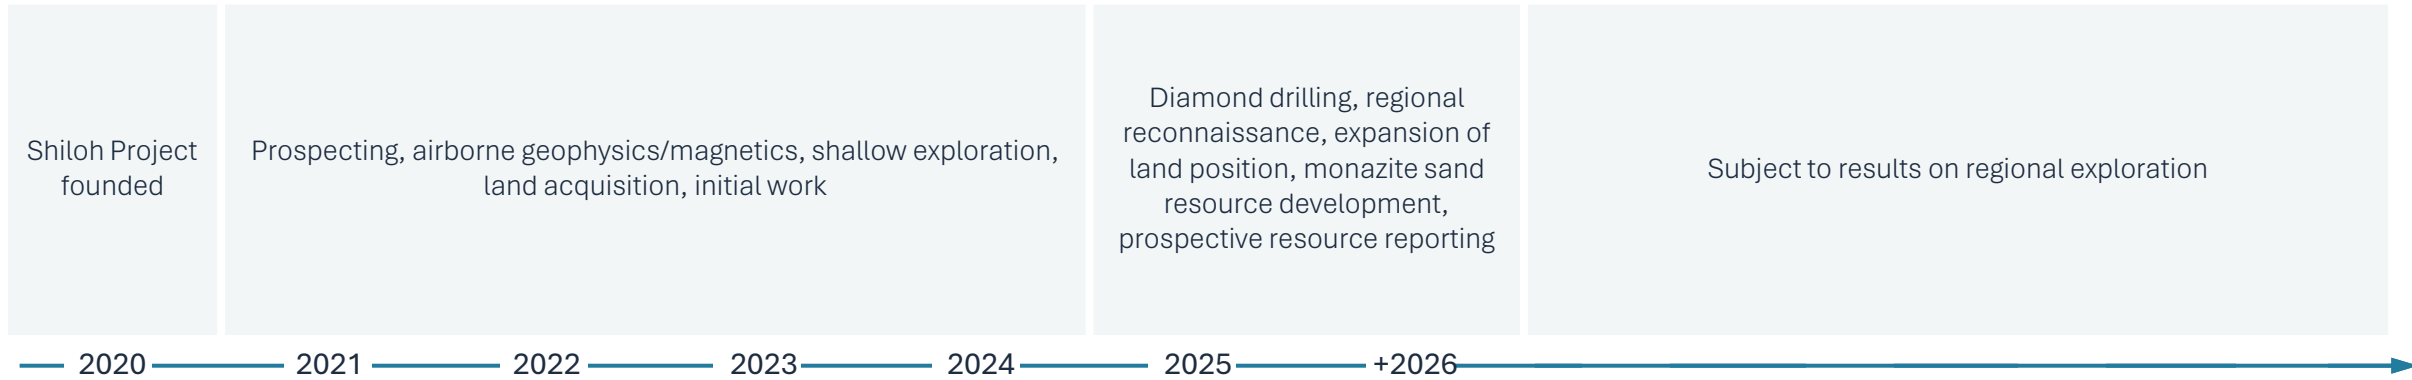 Shiloh Project
founded
Prospecting, airborne geophysics/magnetics, shallow exploration,
land acquisition, initial work
Diamond drilling, regional
reconnaissance, expansion of
land position, monazite sand
resource development,
prospective resource reporting
Subject to results on regional exploration
2020 2021 2022 2023 2024 2025 +2026